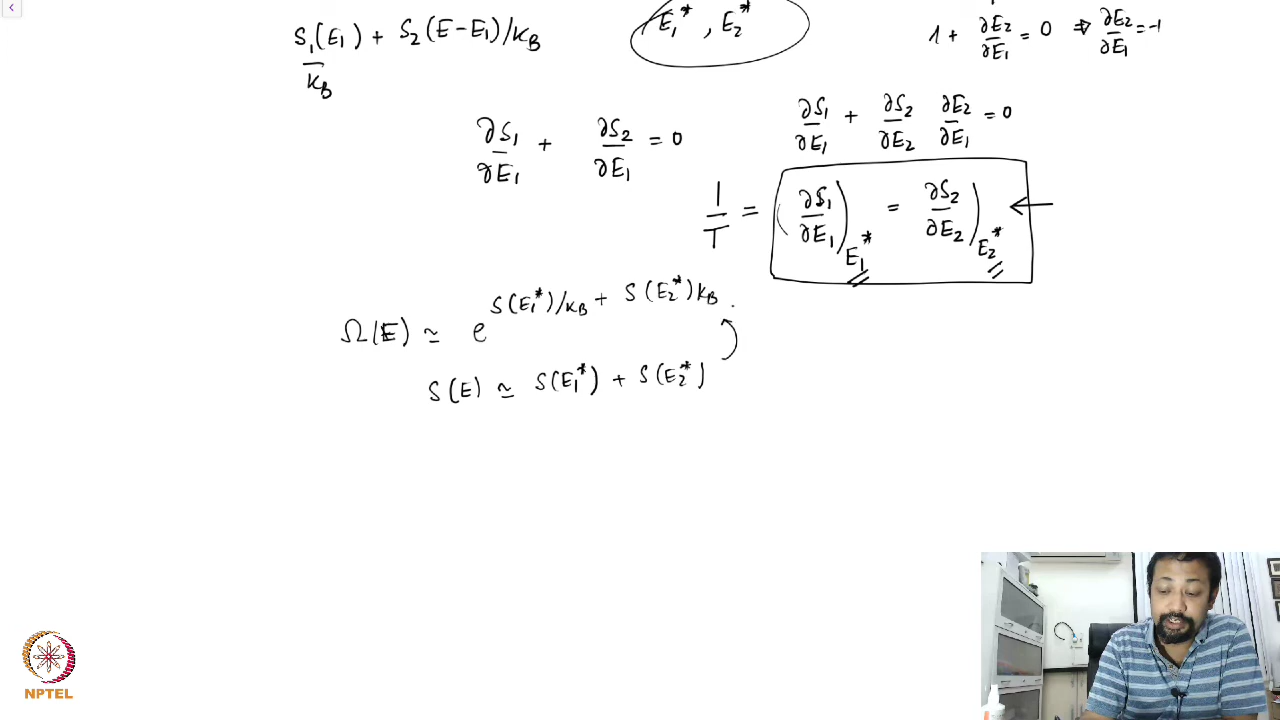 S₁(E₁)/k_B + S₂(E-E₁)/k_B
E₁*, E₂*
1 + ∂E₂/∂E₁ = 0 ⇒ ∂E₂/∂E₁ = -1
∂S₁/∂E₁ + ∂S₂/∂E₁ = 0
∂S₁/∂E₁ + ∂S₂/∂E₂ ∂E₂/∂E₁ = 0
1/T = (∂S₁/∂E₁)_E₁* = ∂S₂/∂E₂)_E₂* ←
Ω(E) ≃ e^{S(E₁*)/k_B + S(E₂*)k_B}.
S(E) ≃ S(E₁*) + S(E₂*)
NPTEL